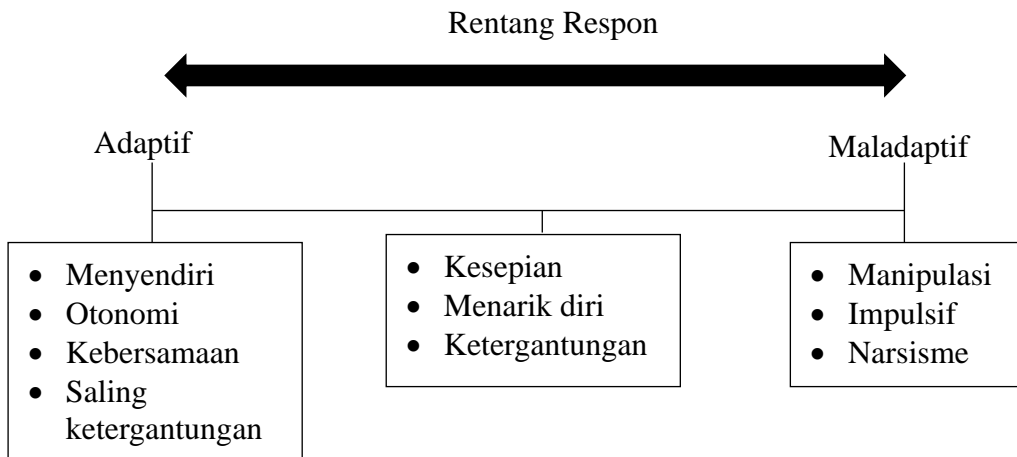 Rentang Respon
Adaptif
Maladaptif
• Menyendiri
• Otonomi
• Kebersamaan
• Saling
ketergantungan
• Kesepian
• Menarik diri
• Ketergantungan
• Manipulasi
• Impulsif
• Narsisme